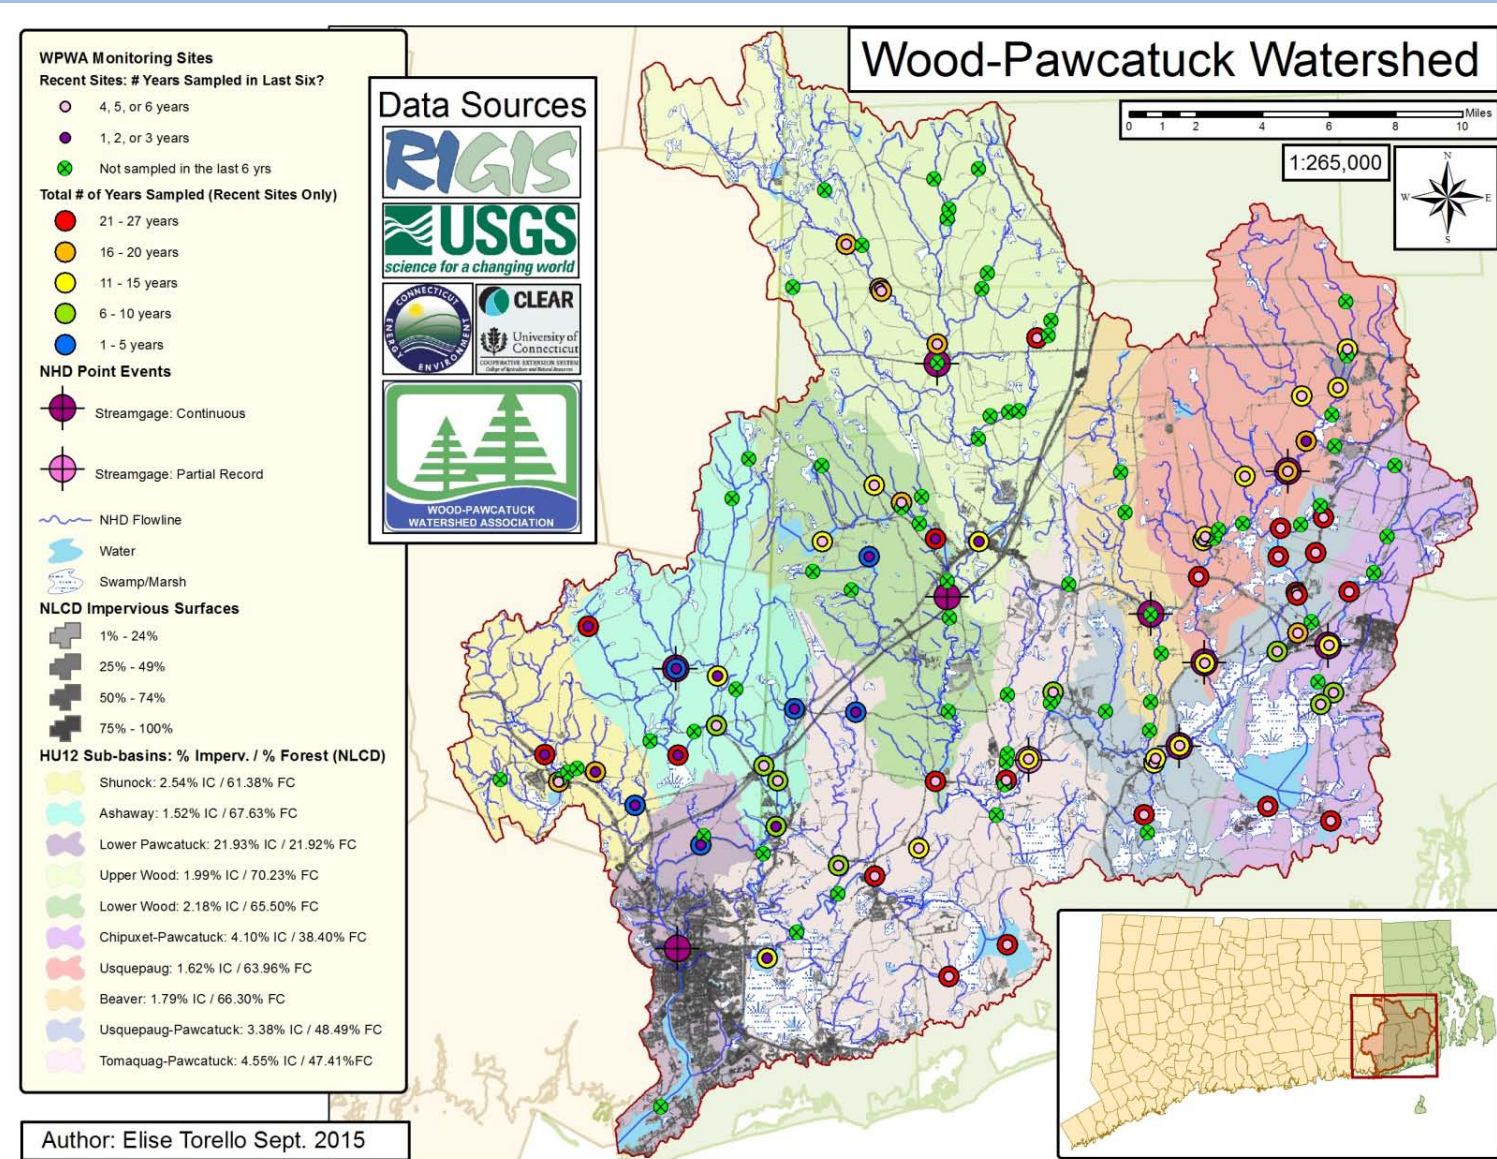 WPWA Monitoring Sites
Recent Sites: # Years Sampled in Last Six?
4, 5, or 6 years
1, 2, or 3 years
Not sampled in the last 6 yrs
Total # of Years Sampled (Recent Sites Only)
21 - 27 years
16 - 20 years
11 - 15 years
6 - 10 years
1 - 5 years
NHD Point Events
Streamgage: Continuous
Streamgage: Partial Record
NHD Flowline
Water
Swamp/Marsh
NLCD Impervious Surfaces
1% - 24%
25% - 49%
50% - 74%
75% - 100%
HU12 Sub-basins: % Imperv. / % Forest (NLCD)
Shunock: 2.54% IC / 61.38% FC
Ashaway: 1.52% IC / 67.63% FC
Lower Pawcatuck: 21.93% IC / 21.92% FC
Upper Wood: 1.99% IC / 70.23% FC
Lower Wood: 2.18% IC / 65.50% FC
Chipuxet-Pawcatuck: 4.10% IC / 38.40% FC
Usquepaug: 1.62% IC / 63.96% FC
Beaver: 1.79% IC / 66.30% FC
Usquepaug-Pawcatuck: 3.38% IC / 48.49% FC
Tomaquag-Pawcatuck: 4.55% IC / 47.41%FC
Data Sources
RIGIS
USGS
science for a changing world
CONNECTICUT
ENERGY
ENVIRONMENT
CLEAR
University of
Connecticut
COOPERATIVE EXTENSION SYSTEM
College of Agriculture and Natural Resources
WOOD-PAWCATUCK
WATERSHED ASSOCIATION
Wood-Pawcatuck Watershed
Miles
0 1 2 4 6 8 10
1:265,000
N
W E
S
Author: Elise Torello Sept. 2015